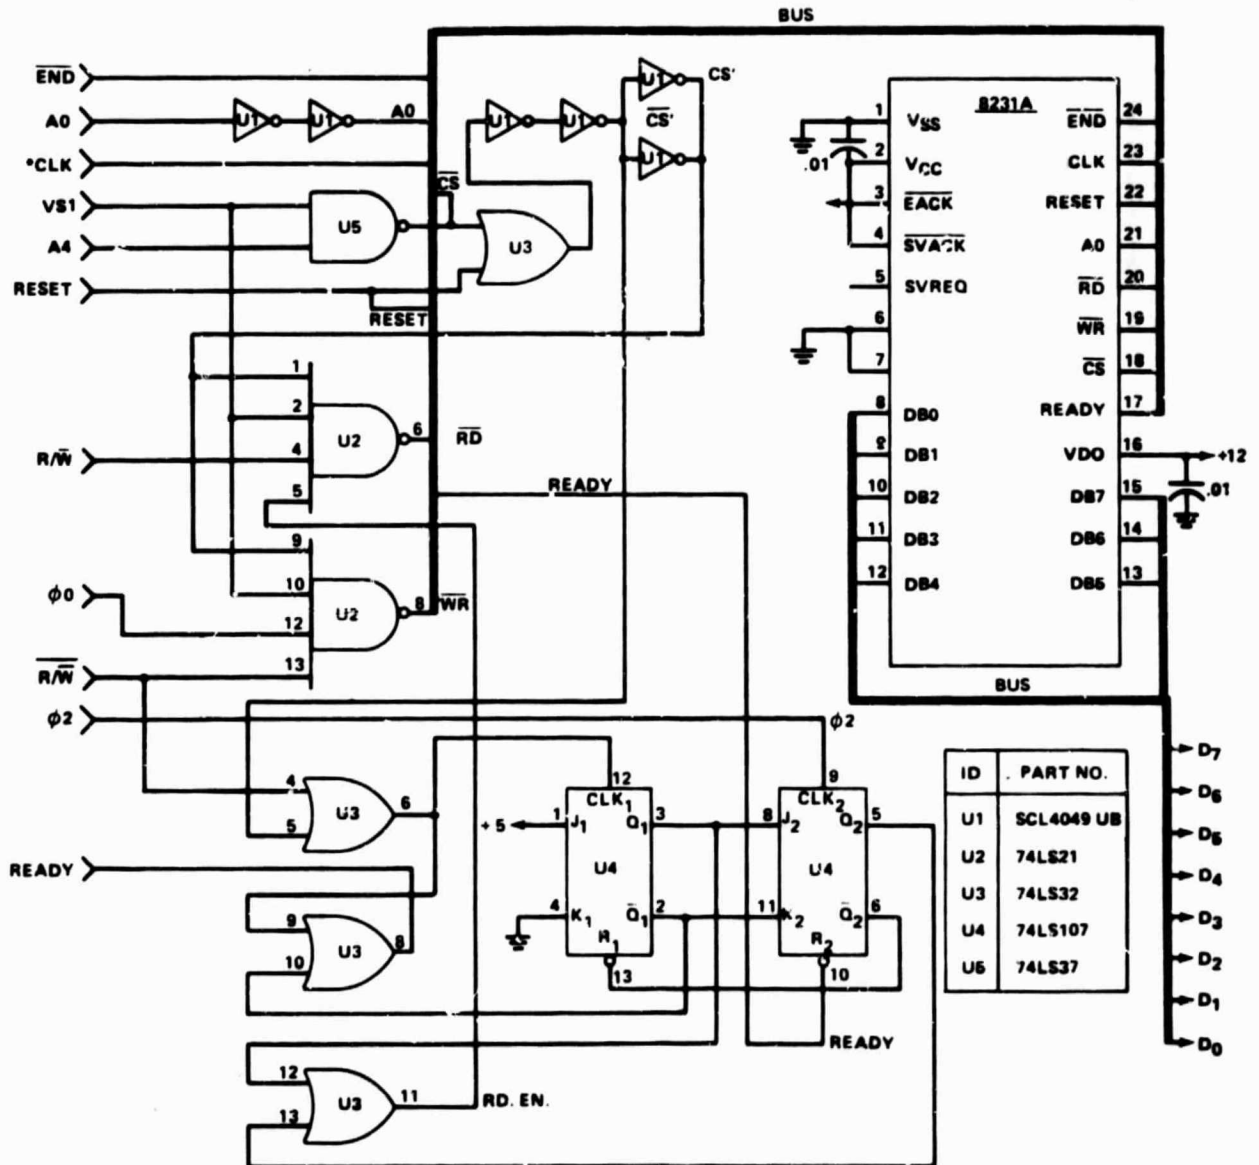 BUS
END
A0
*CLK
VS1
A4
RESET
R/W
φ0
R/W
φ2
READY
U1
U1
A0
U1
U1
U1
U1
CS'
CS'
CS
U5
U3
RESET
1
2
4
5
U2
6
RD
READY
9
10
12
13
U2
8
WR
φ2
4
5
U3
6
9
10
U3
8
12
13
U3
11
RD. EN.
READY
+ 5
1
J1
12
CLK1
Q1
3
U4
4
K1
Q1
2
R1
13
8
J2
9
CLK2
Q2
5
U4
11
K2
Q2
6
R2
10
8231A
1 VSS
2 VCC
3 EACK
4 SVACK
5 SVREQ
6
7
8 DB0
9 DB1
10 DB2
11 DB3
12 DB4
END 24
CLK 23
RESET 22
A0 21
RD 20
WR 19
CS 18
READY 17
VDO 16
DB7 15
DB6 14
DB5 13
.01
+12
.01
BUS
D7
D6
D5
D4
D3
D2
D1
D0
ID PART NO.
U1 SCL4049 UB
U2 74LS21
U3 74LS32
U4 74LS107
U5 74LS37